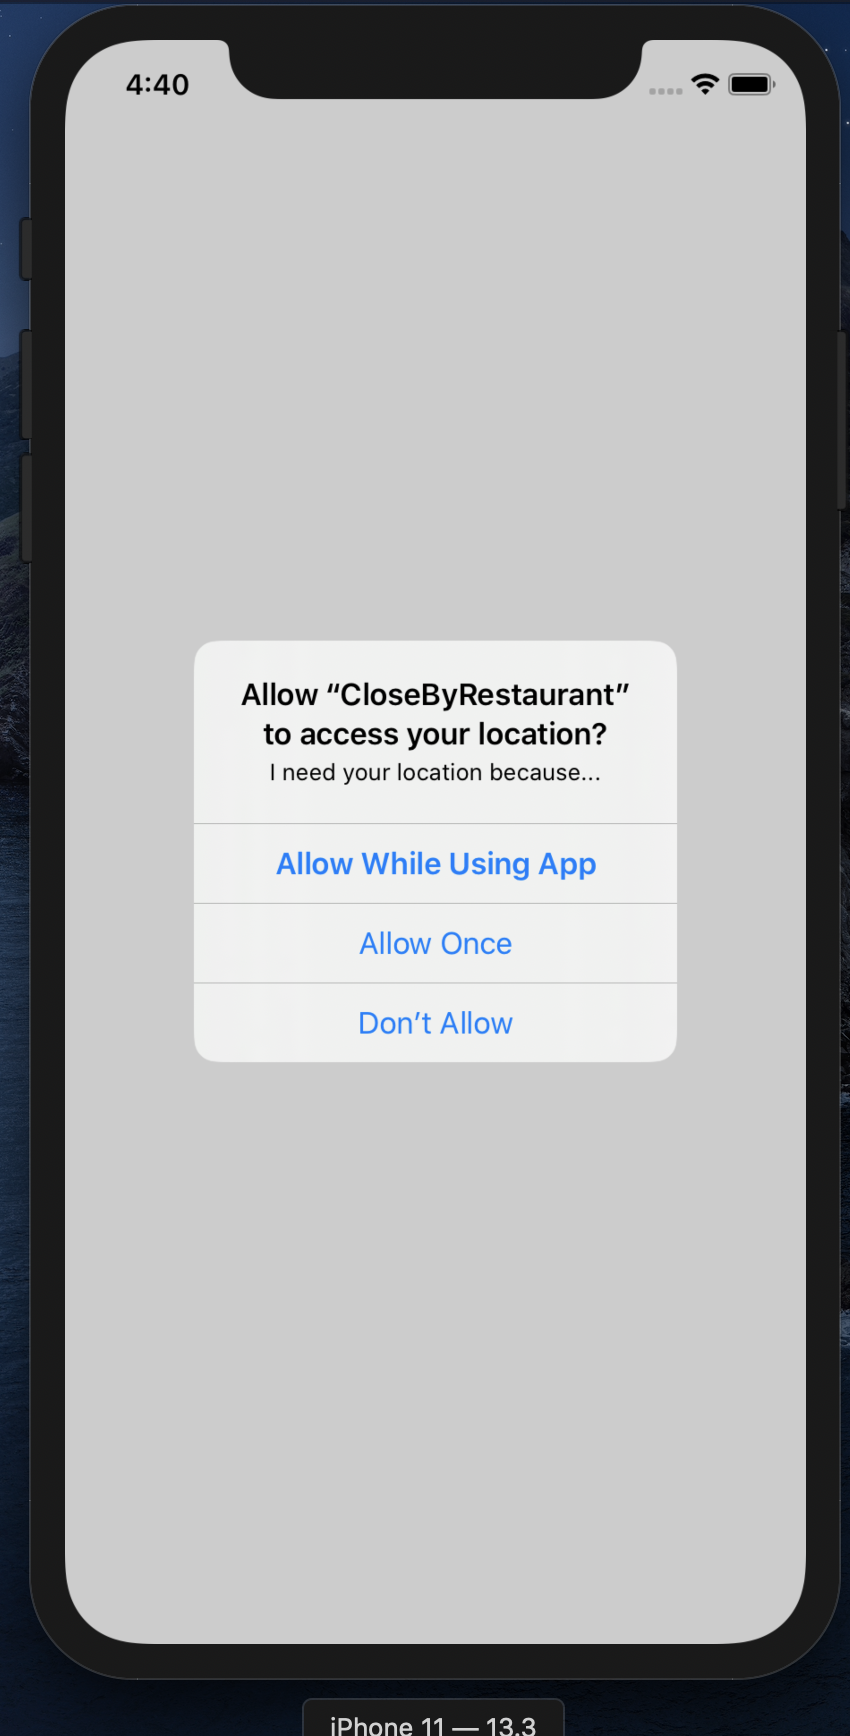 4:40
Allow “CloseByRestaurant”
to access your location?
I need your location because...
Allow While Using App
Allow Once
Don’t Allow
iPhone 11 — 13.3